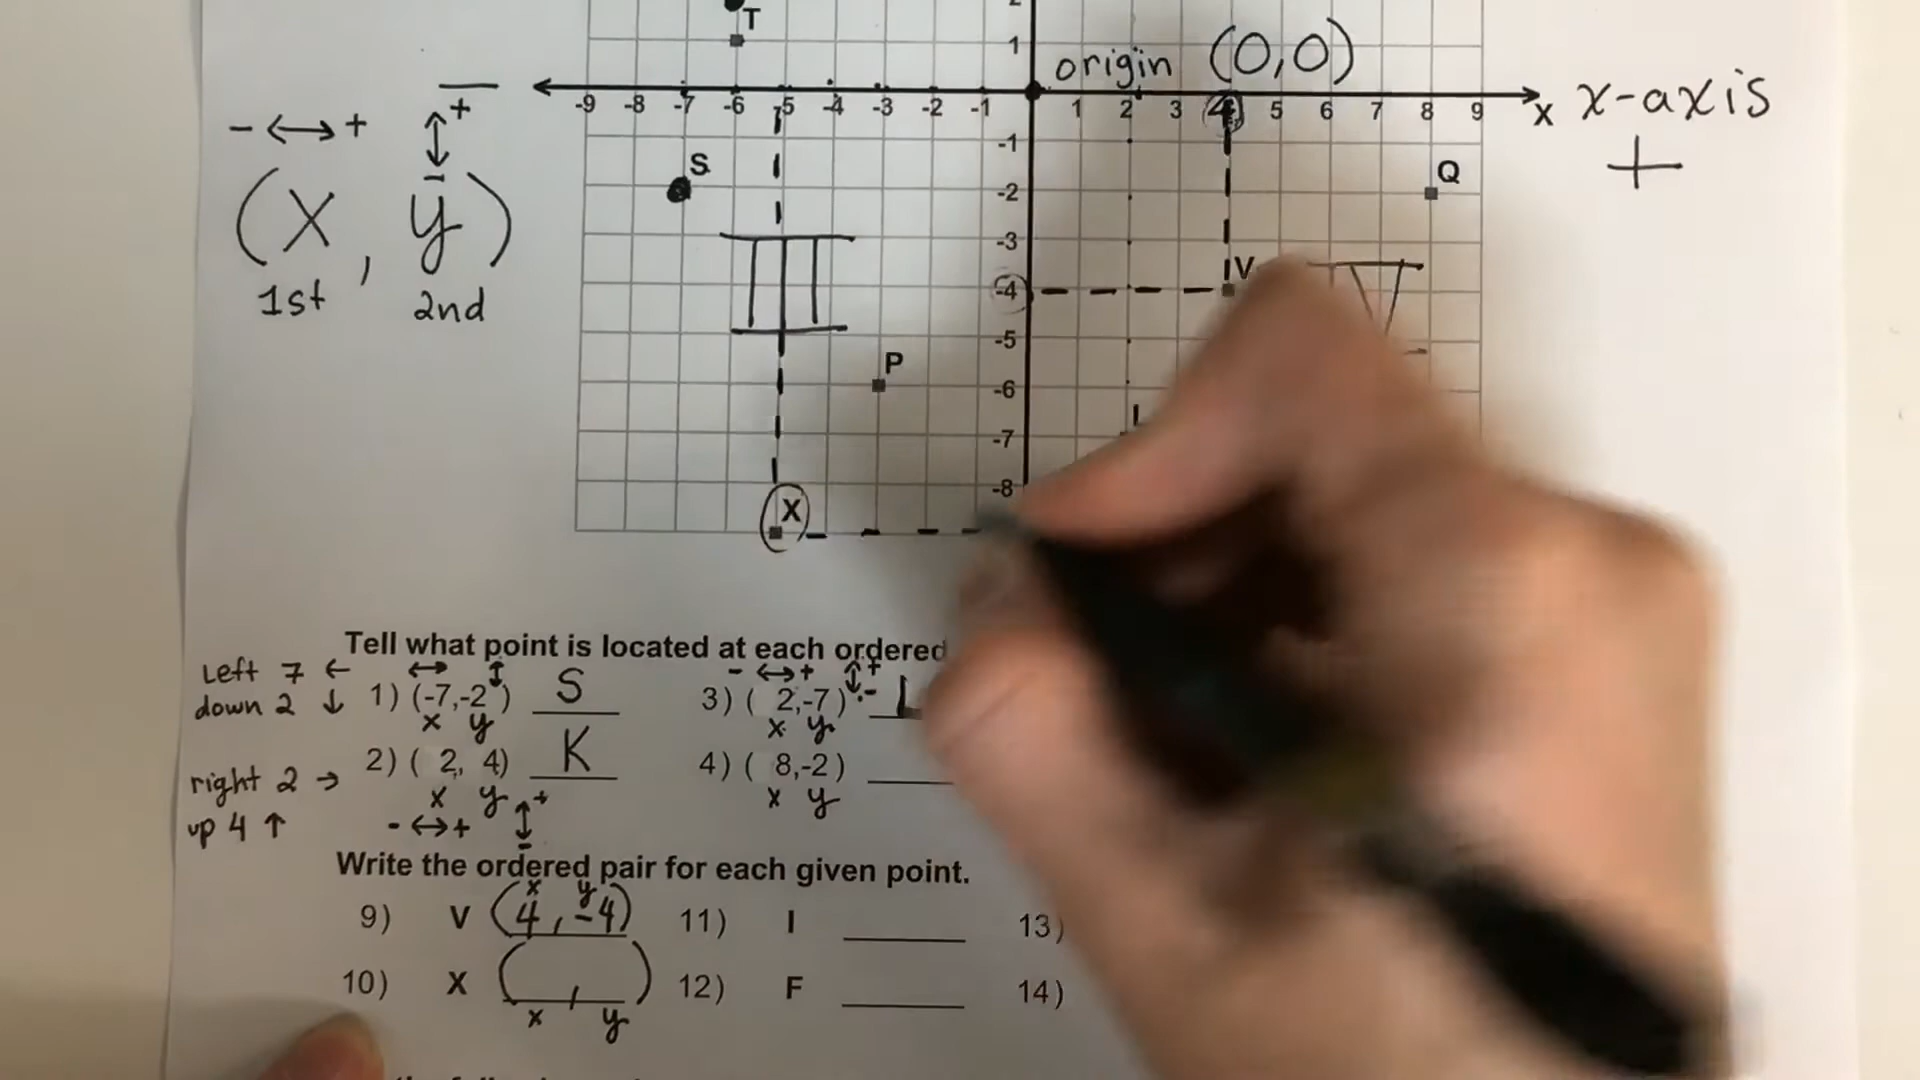 2
T
1
origin (0,0)
-9 -8 -7 -6 -5 -4 -3 -2 -1 1 2 3 4 5 6 7 8 9 x x-axis
+
- +
+
-
(x, y)
1st 2nd
-1
S
Q
-2
-3
III
-4
V
-5
P
-6
L
-7
-8
X
Tell what point is located at each ordered
Left 7 ←
down 2 ↓
1) (-7,-2) S
x y
3) ( 2,-7) L
- ↔ + ↕ + -
x y
2) ( 2, 4) K
x y
4) ( 8,-2)
x y
right 2 →
up 4 ↑
- ↔ + ↕ + -
Write the ordered pair for each given point.
x y
9) V (4,-4) 11) I 13)
10) X ( , ) 12) F 14)
x y